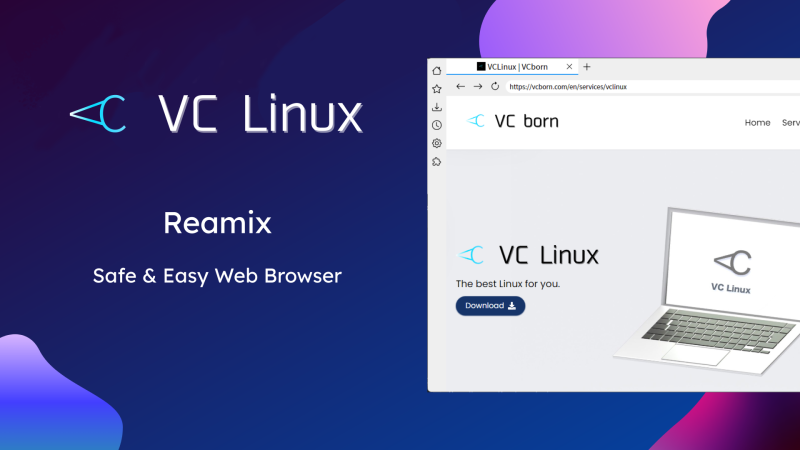 VC Linux
Reamix
Safe & Easy Web Browser
VCLinux | VCborn
https://vcborn.com/en/services/vclinux
VC born
Home Serv
VC Linux
The best Linux for you.
Download
VC Linux